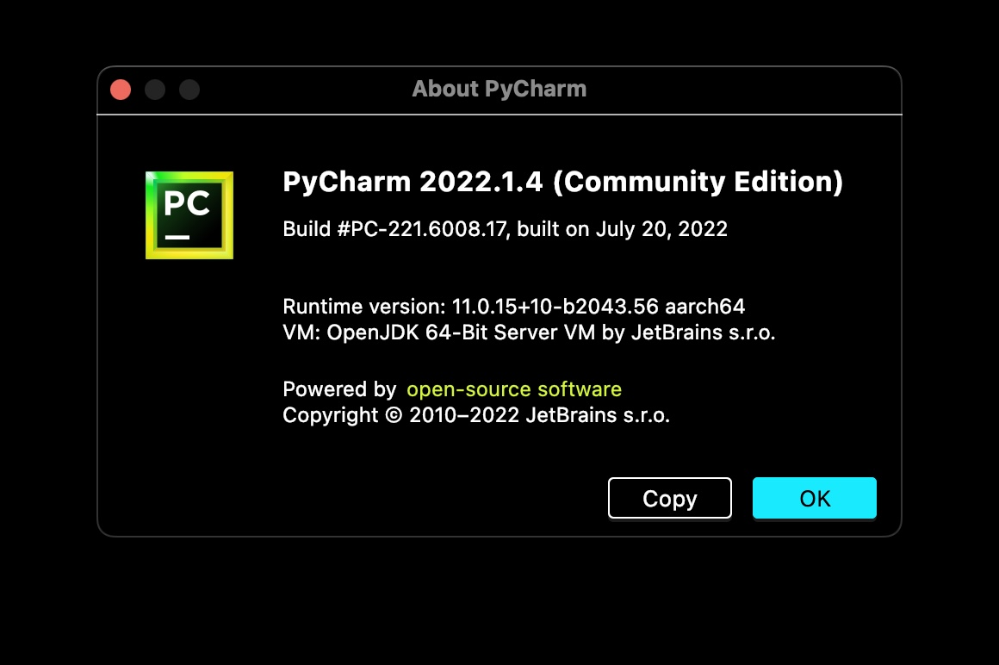 About PyCharm
PC
PyCharm 2022.1.4 (Community Edition)
Build #PC-221.6008.17, built on July 20, 2022
Runtime version: 11.0.15+10-b2043.56 aarch64
VM: OpenJDK 64-Bit Server VM by JetBrains s.r.o.
Powered by open-source software
Copyright © 2010–2022 JetBrains s.r.o.
Copy
OK